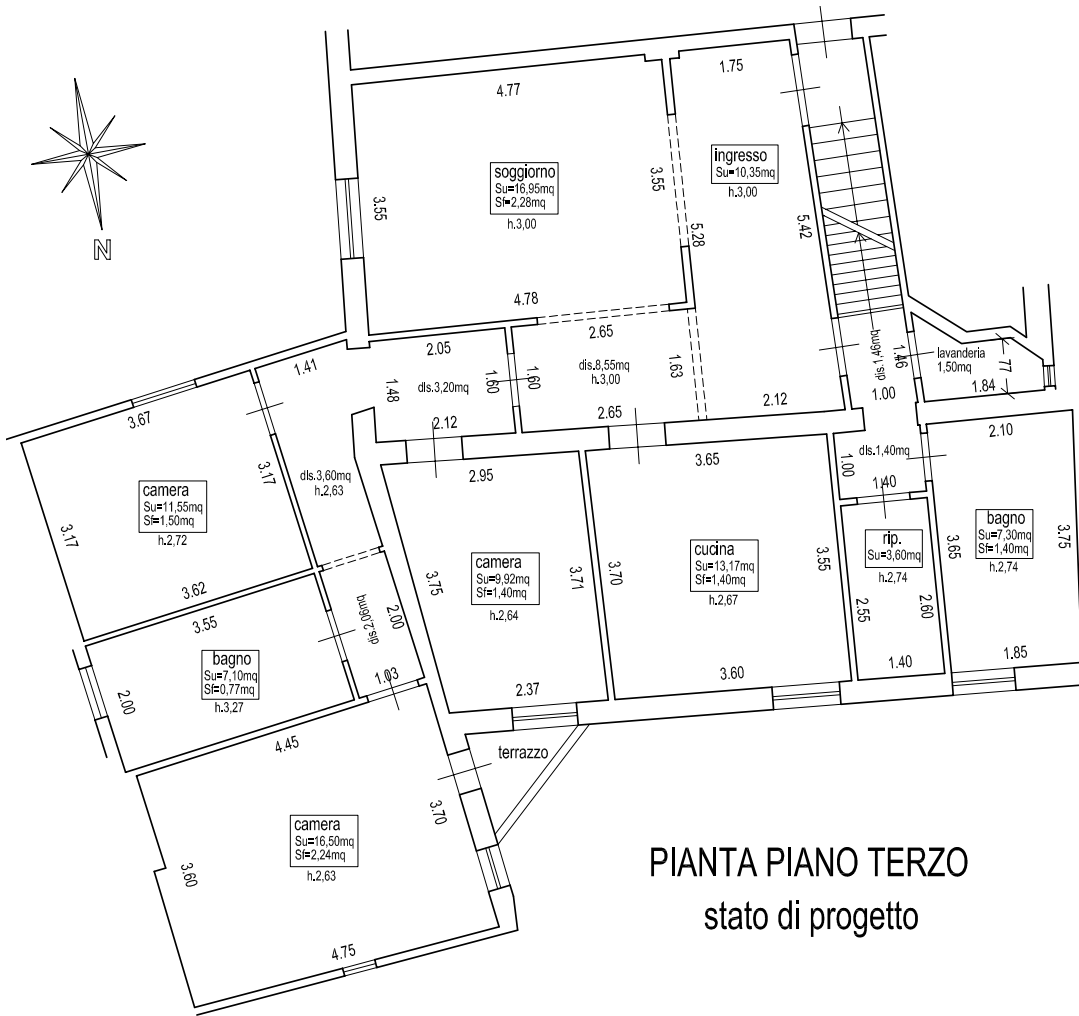 1.75
4.77
soggiorno
Su=16,95mq
Sf=2,28mq
h.3,00
ingresso
Su=10,35mq
h.3,00
3.55
3.55
5.28
5.42
N
4.78
2.65
2.05
1.41
dis.3,20mq
1.48
1.60
1.60
dis.8,55mq
h.3,00
1.63
dis.1,46mq
1.46
lavanderia
1,50mq
77
1.84
1.00
2.12
2.65
2.12
3.67
3.17
dis.3,60mq
h.2,63
2.95
3.65
1.00
dis.1,40mq
1.40
2.10
camera
Su=11,55mq
Sf=1,50mq
h.2,72
3.17
3.62
camera
Su=9,92mq
Sf=1,40mq
h.2,64
3.75
3.71
cucina
Su=13,17mq
Sf=1,40mq
h.2,67
3.70
3.55
rip.
Su=3,60mq
h.2,74
2.55
2.60
1.40
bagno
Su=7,30mq
Sf=1,40mq
h.2,74
3.65
3.75
1.85
3.55
bagno
Su=7,10mq
Sf=0,77mq
h.3,27
2.00
dis.2,06mq
2.00
1.03
2.37
3.60
4.45
terrazzo
camera
Su=16,50mq
Sf=2,24mq
h.2,63
3.70
3.60
4.75
PIANTA PIANO TERZO
stato di progetto